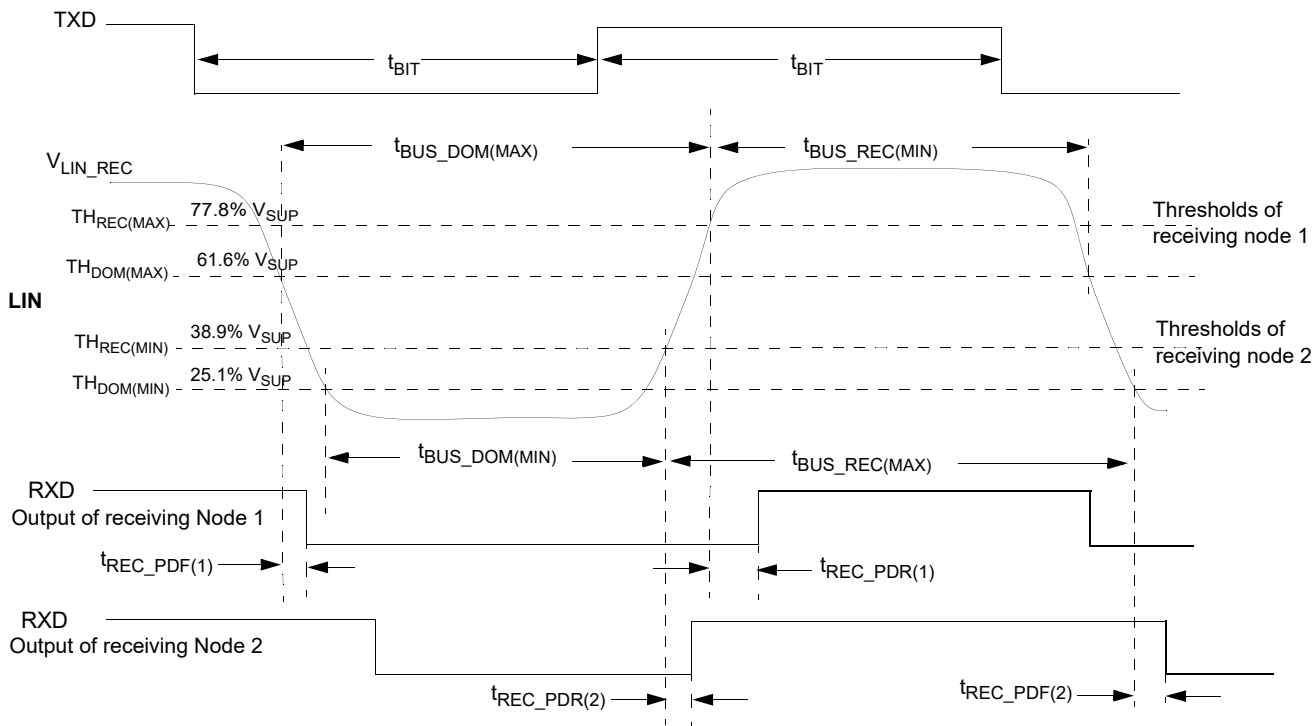 TXD
tBIT
tBIT
tBUS_DOM(MAX)
tBUS_REC(MIN)
VLIN_REC
THREC(MAX) 77.8% VSUP
Thresholds of
receiving node 1
THDOM(MAX) 61.6% VSUP
LIN
THREC(MIN) 38.9% VSUP
Thresholds of
receiving node 2
THDOM(MIN) 25.1% VSUP
tBUS_DOM(MIN)
tBUS_REC(MAX)
RXD
Output of receiving Node 1
tREC_PDF(1)
tREC_PDR(1)
RXD
Output of receiving Node 2
tREC_PDR(2)
tREC_PDF(2)